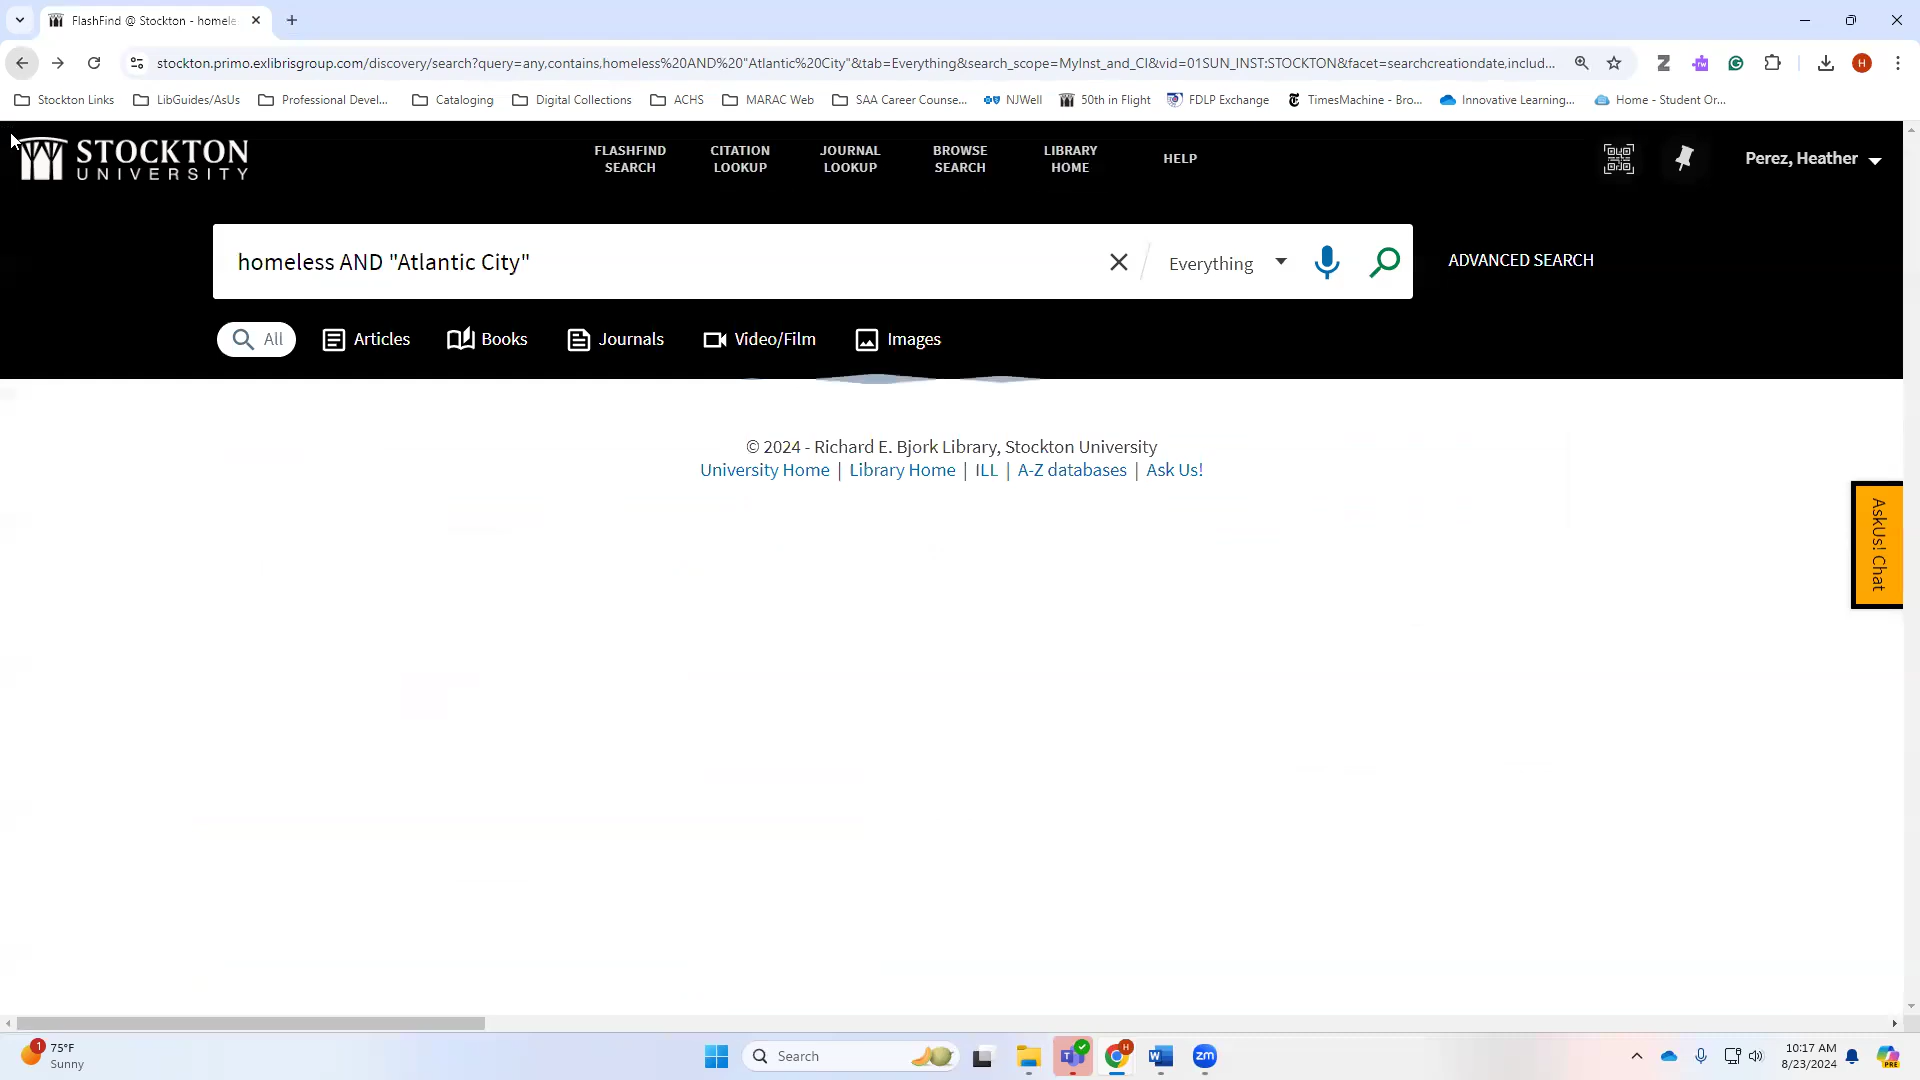 FlashFind @ Stockton - homele
stockton.primo.exlibrisgroup.com/discovery/search?query=any,contains,homeless%20AND%20"Atlantic%20City"&tab=Everything&search_scope=MyInst_and_CI&vid=01SUN_INST:STOCKTON&facet=searchcreationdate,includ...
Stockton Links LibGuides/AsUs Professional Devel... Cataloging Digital Collections ACHS MARAC Web SAA Career Counse... NJWell 50th in Flight FDLP Exchange TimesMachine - Bro... Innovative Learning... Home - Student Or...
STOCKTON
UNIVERSITY
FLASHFIND
SEARCH
CITATION
LOOKUP
JOURNAL
LOOKUP
BROWSE
SEARCH
LIBRARY
HOME
HELP
Perez, Heather
homeless AND "Atlantic City"
Everything
ADVANCED SEARCH
All Articles Books Journals Video/Film Images
© 2024 - Richard E. Bjork Library, Stockton University
University Home | Library Home | ILL | A-Z databases | Ask Us!
AskUs! Chat
1
75°F
Sunny
Search
H
zm
PRE
10:17 AM
8/23/2024